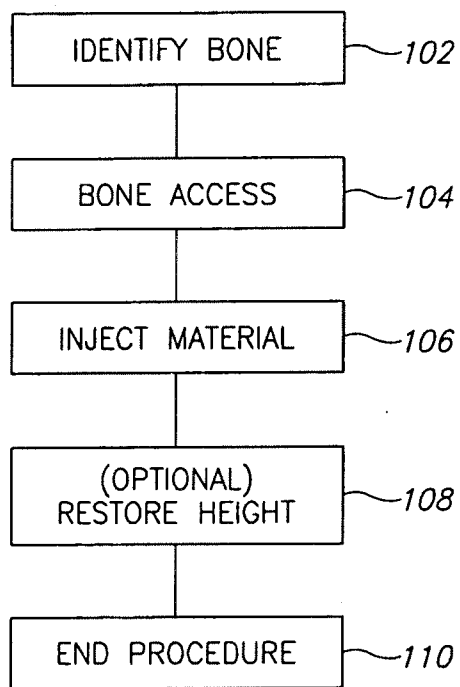 IDENTIFY BONE
102
BONE ACCESS
104
INJECT MATERIAL
106
(OPTIONAL)
RESTORE HEIGHT
108
END PROCEDURE
110